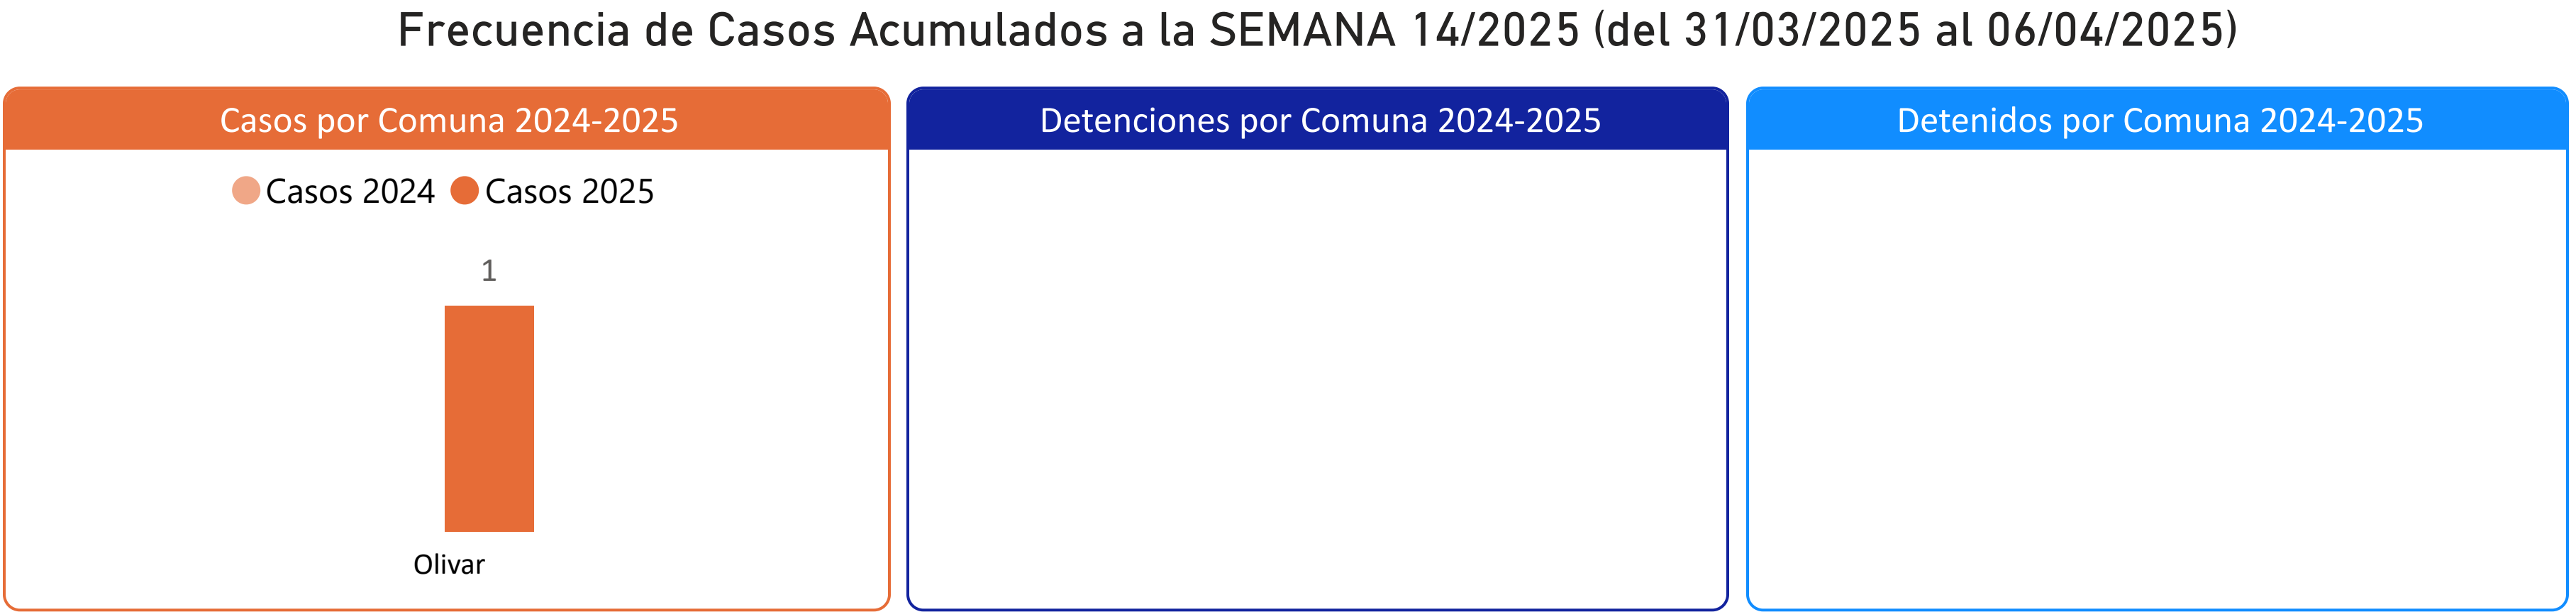 Frecuencia de Casos Acumulados a la SEMANA 14/2025 (del 31/03/2025 al 06/04/2025)
Casos por Comuna 2024-2025
Casos 2024 Casos 2025
1
Olivar
Detenciones por Comuna 2024-2025
Detenidos por Comuna 2024-2025